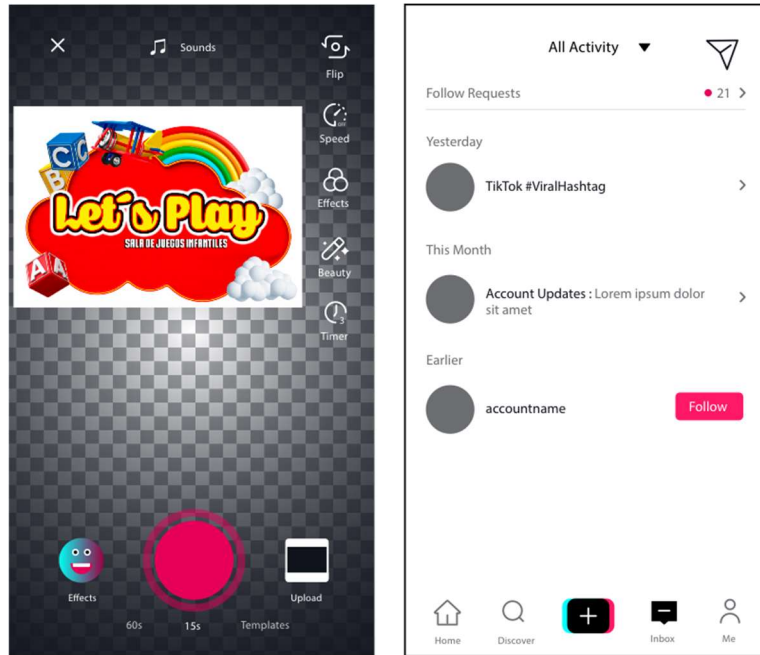 Sounds
Flip
OFF
Speed
Effects
Beauty
3
Timer
C
C
B
A
A
Let´s Play
SALA DE JUEGOS INFANTILES
Effects
Upload
60s
15s
Templates
All Activity
Follow Requests
21
Yesterday
TikTok #ViralHashtag
This Month
Account Updates : Lorem ipsum dolor
sit amet
Earlier
accountname
Follow
Home
Discover
Inbox
Me